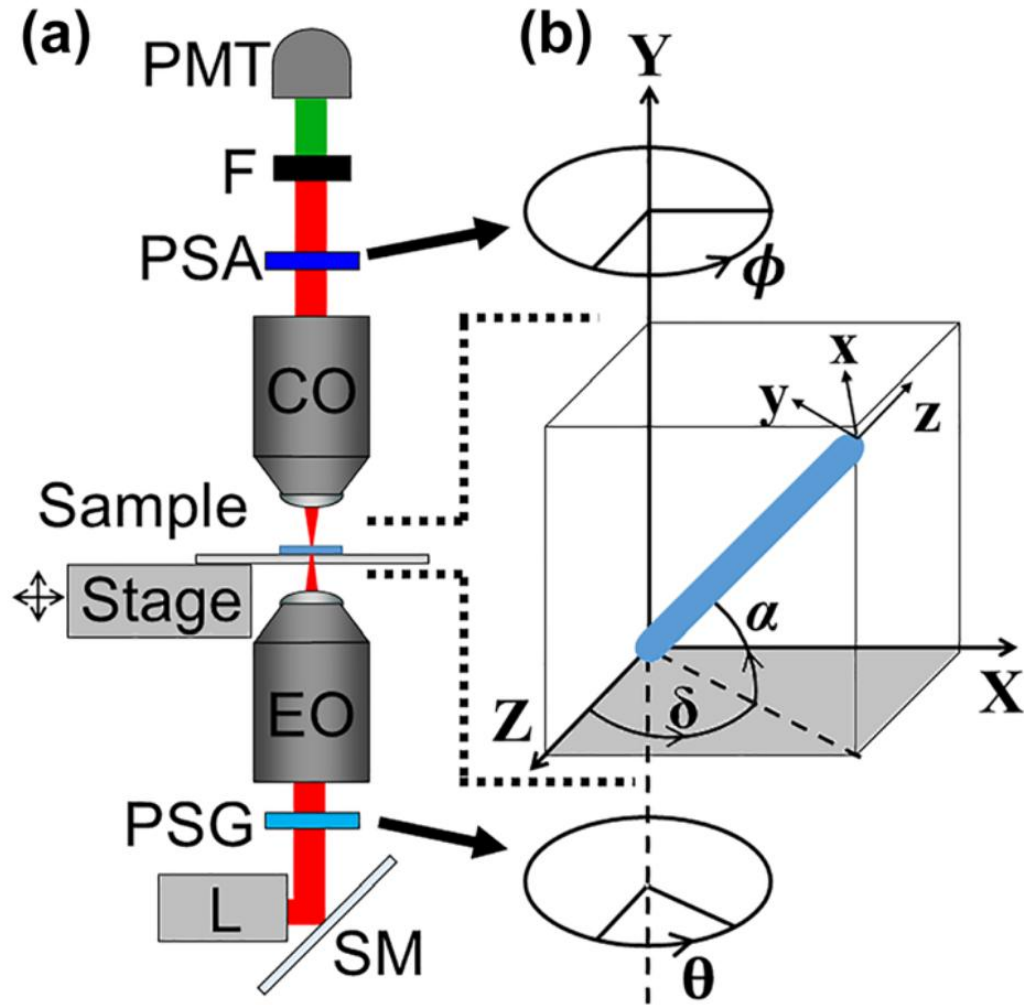 (a)
PMT
F
PSA
CO
Sample
Stage
EO
PSG
L
SM
(b)
Y
ϕ
x
y
z
α
X
Z
δ
θ